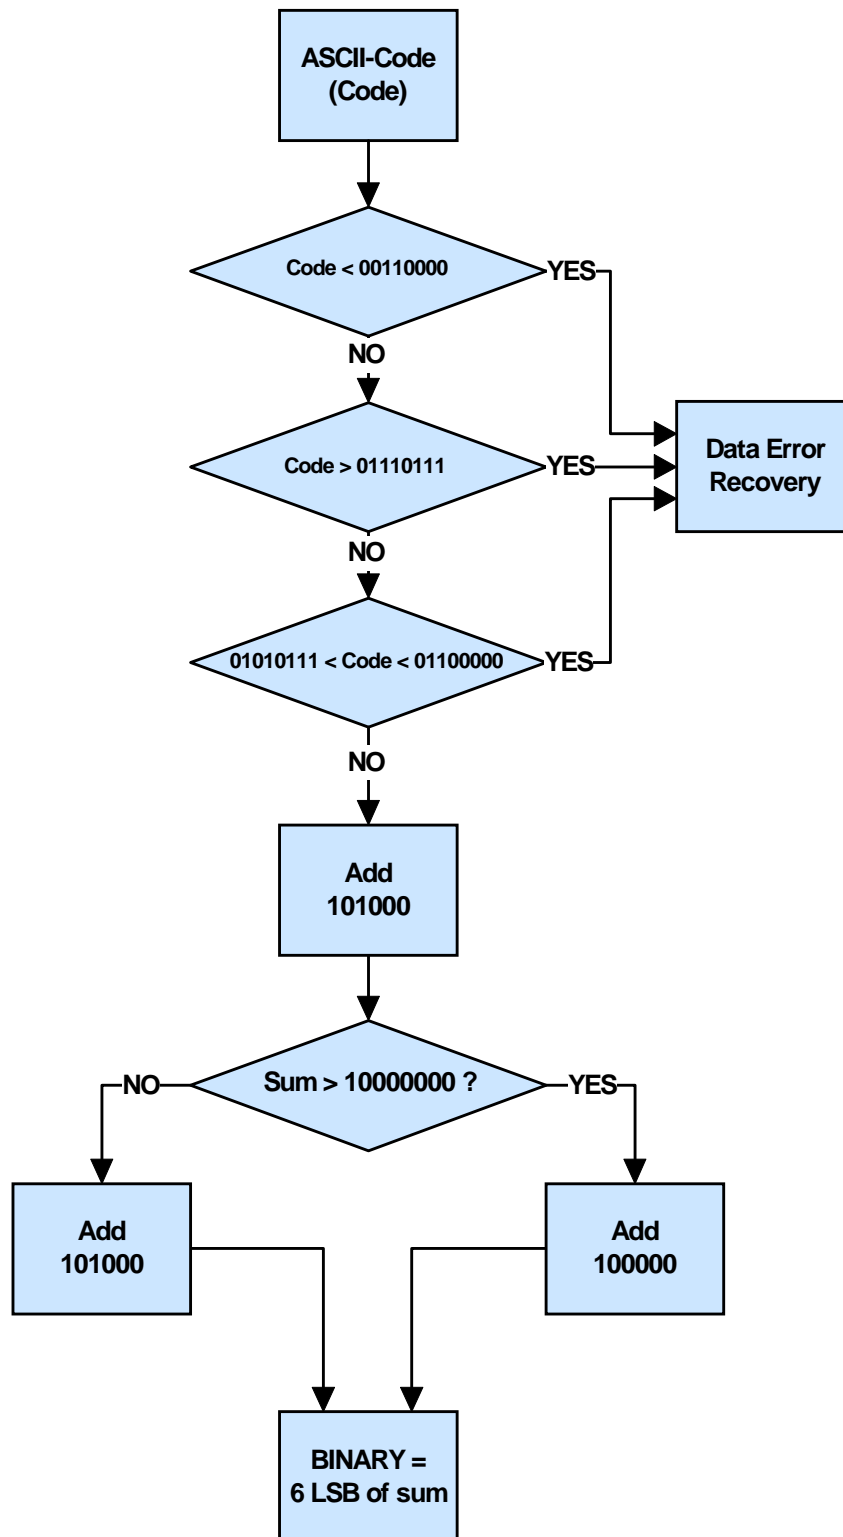 ASCII-Code
(Code)
Code < 00110000
YES
NO
Code > 01110111
YES
Data Error
Recovery
NO
01010111 < Code < 01100000
YES
NO
Add
101000
Sum > 10000000 ?
NO
YES
Add
101000
Add
100000
BINARY =
6 LSB of sum